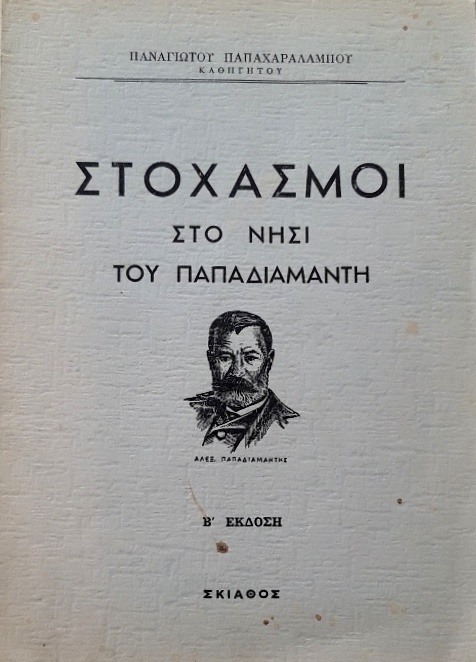 ΠΑΝΑΓΙΩΤΟΥ ΠΑΠΑΧΑΡΑΛΑΜΠΟΥ
ΚΑΘΗΓΗΤΟΥ
ΣΤΟΧΑΣΜΟΙ
ΣΤΟ ΝΗΣΙ
ΤΟΥ ΠΑΠΑΔΙΑΜΑΝΤΗ
ΑΛΕΞ. ΠΑΠΑΔΙΑΜΑΝΤΗΣ
Β' ΕΚΔΟΣΗ
ΣΚΙΑΘΟΣ